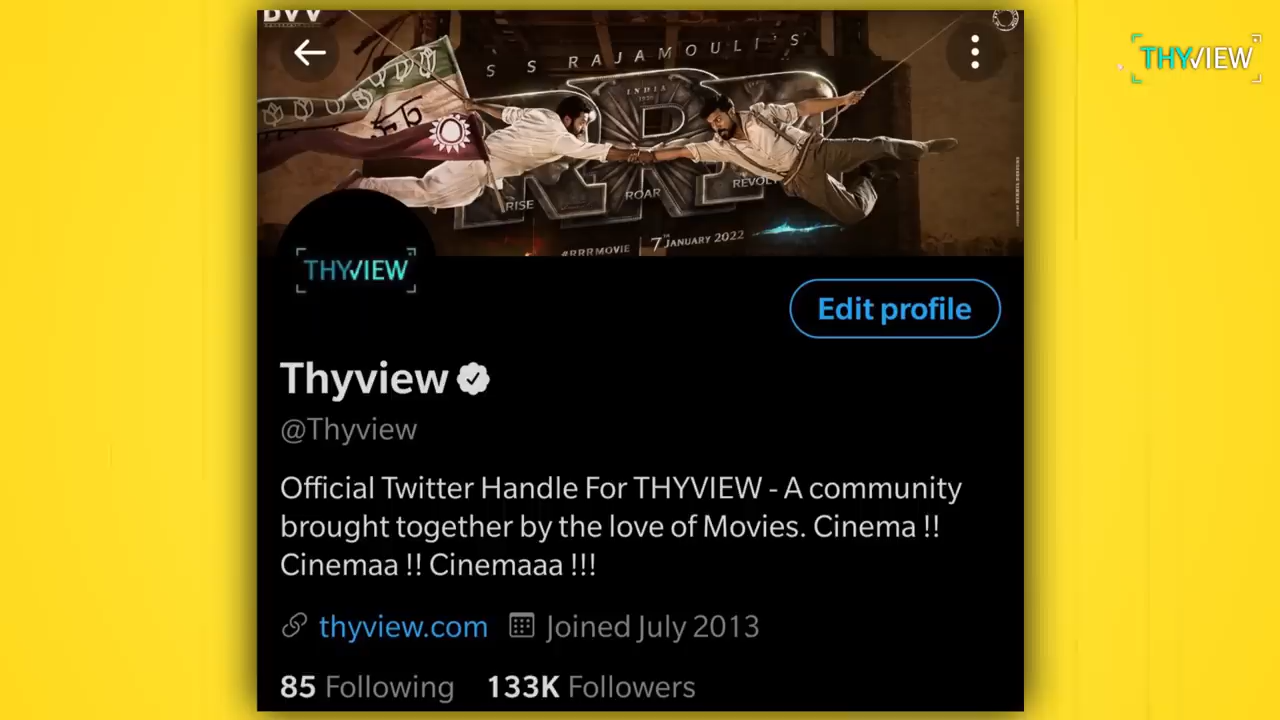 THYVIEW
S S RAJAMOULI'S
INDIA
RRR
RISE
ROAR
REVOLT
#RRRMOVIE | 7TH JANUARY 2022
THYVIEW
Edit profile
Thyview
@Thyview
Official Twitter Handle For THYVIEW - A community
brought together by the love of Movies. Cinema !!
Cinemaa !! Cinemaaa !!!
thyview.com Joined July 2013
85 Following 133K Followers